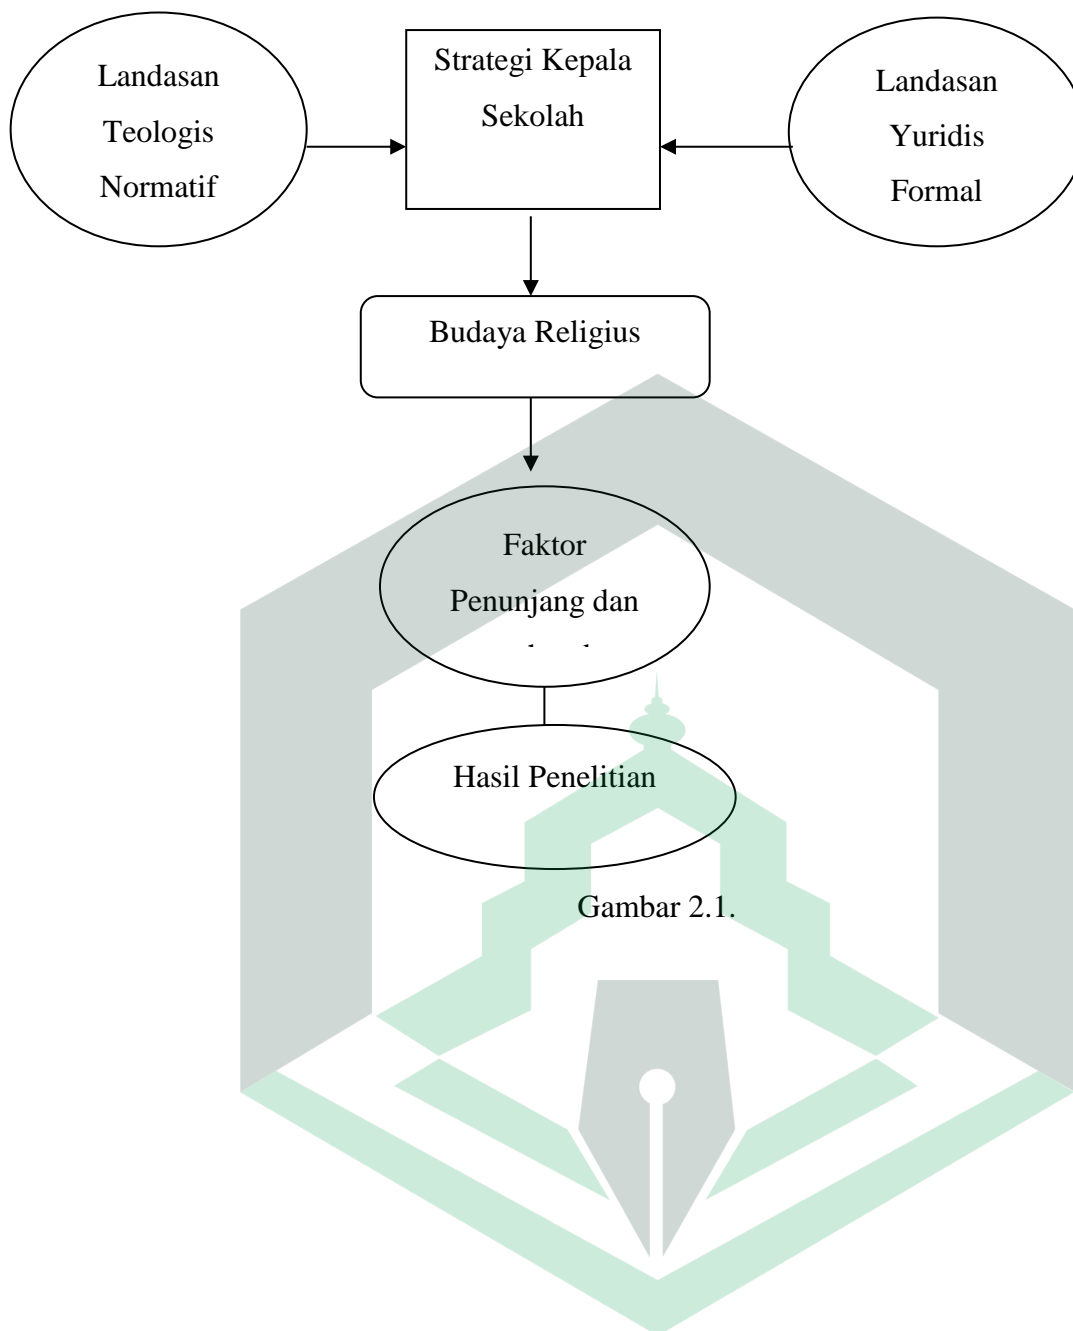 Landasan
Teologis
Normatif
Strategi Kepala
Sekolah
Landasan
Yuridis
Formal
Budaya Religius
Faktor
Penunjang dan
Hasil Penelitian
Gambar 2.1.